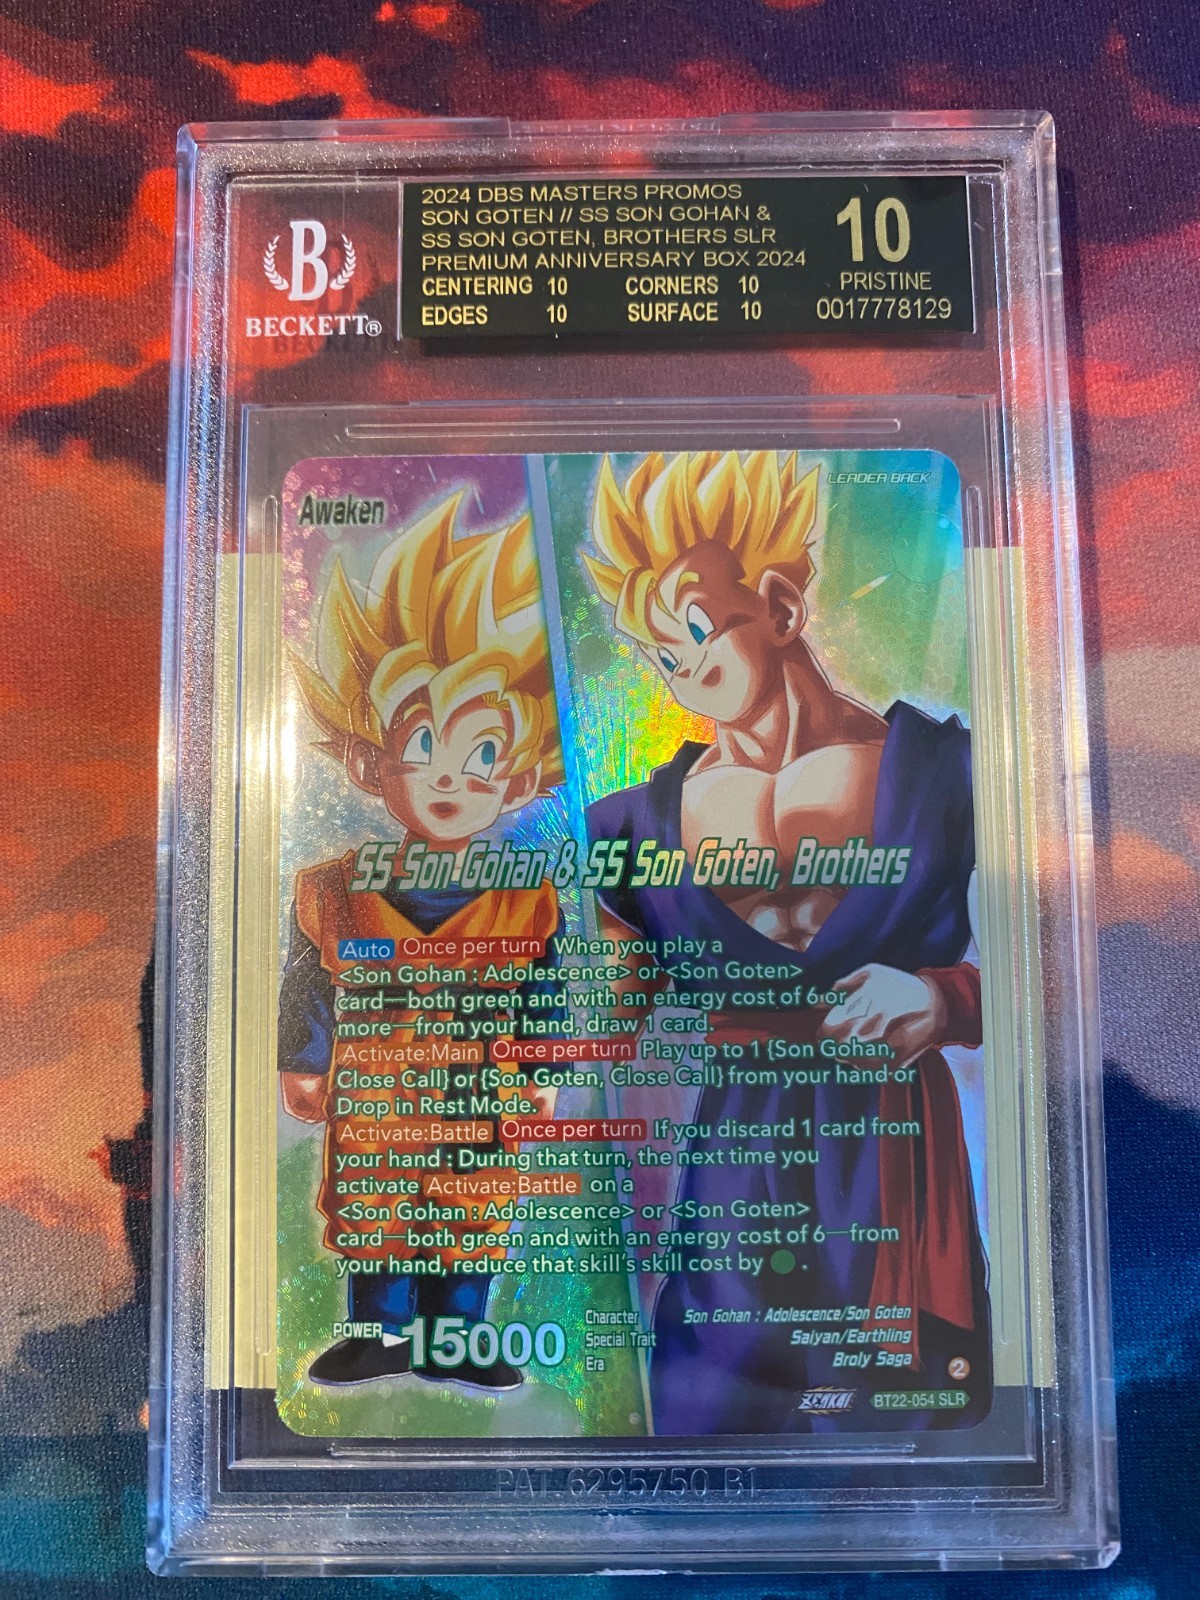 2024 DBS MASTERS PROMOS
SON GOTEN // SS SON GOHAN &
SS SON GOTEN, BROTHERS SLR
PREMIUM ANNIVERSARY BOX 2024
CENTERING 10 CORNERS 10
EDGES 10 SURFACE 10
10
PRISTINE
0017778129
B
BECKETT®
Awaken
LEADER BACK
SS Son Gohan & SS Son Goten, Brothers
Auto Once per turn When you play a
<Son Gohan : Adolescence> or <Son Goten>
card—both green and with an energy cost of 6 or
more—from your hand, draw 1 card.
Activate:Main Once per turn Play up to 1 {Son Gohan,
Close Call} or {Son Goten, Close Call} from your hand or
Drop in Rest Mode.
Activate:Battle Once per turn If you discard 1 card from
your hand : During that turn, the next time you
activate Activate:Battle on a
<Son Gohan : Adolescence> or <Son Goten>
card—both green and with an energy cost of 6—from
your hand, reduce that skill's skill cost by .
POWER 15000
Character Son Gohan : Adolescence/Son Goten
Special Trait Saiyan/Earthling
Era Broly Saga
2
ZENKAI BT22-054 SLR
PAT. 6295750 B1